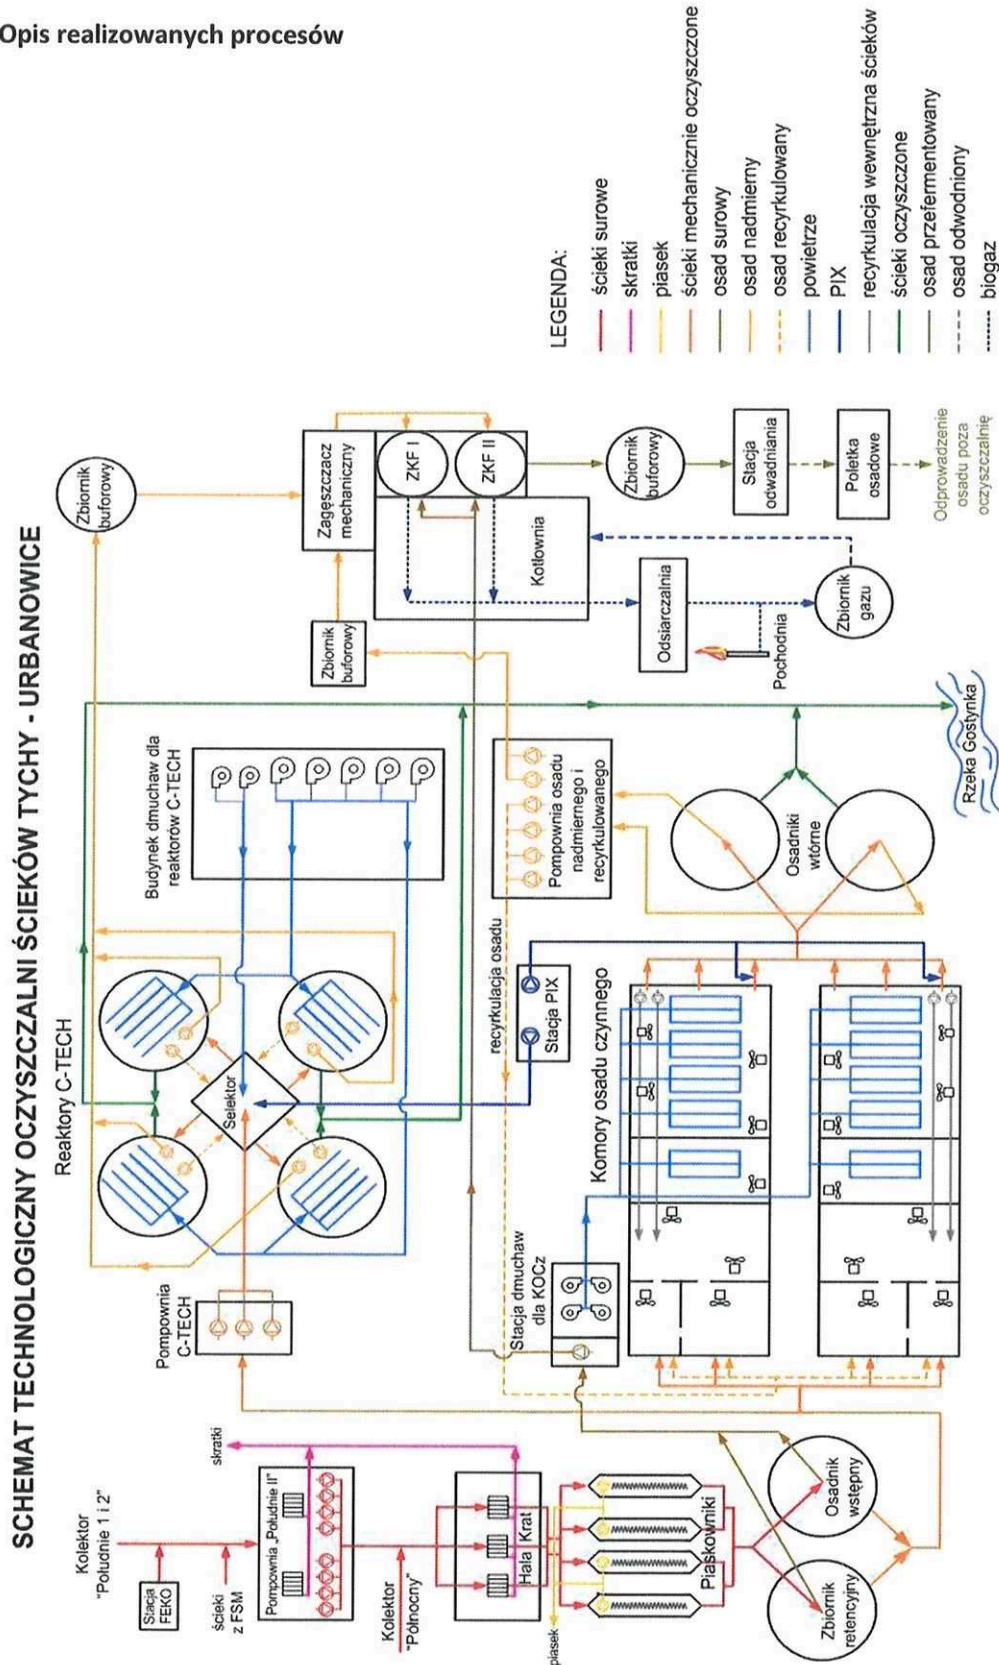 Opis realizowanych procesów
SCHEMAT TECHNOLOGICZNY OCZYSZCZALNI ŚCIEKÓW TYCHY - URBANOWICE
Kolektor
"Południe 1 i 2"
Stacja
FEKO
ścieki
z FSM
skratki
Pompownia „Południe II"
Kolektor
"Północny"
Hala Krat
piasek
Piaskowniki
Zbiornik
retencyjny
Osadnik
wstępny
Pompownia
C-TECH
Reaktory C-TECH
Selektor
Budynek dmuchaw dla
reaktorów C-TECH
Stacja dmuchaw
dla KOCz
Komory osadu czynnego
recyrkulacja osadu
Stacja PIX
Pompownia osadu
nadmiernego i
recyrkulowanego
Osadniki
wtórne
Rzeka Gostynka
Zbiornik
buforowy
Zbiornik
buforowy
Zagęszczacz
mechaniczny
ZKF I
ZKF II
Kotłownia
Odsiarczalnia
Pochodnia
Zbiornik
gazu
Zbiornik
buforowy
Stacja
odwadniania
Poletka
osadowe
Odprowadzenie
osadu poza
oczyszczalnię
LEGENDA:
ścieki surowe
skratki
piasek
ścieki mechanicznie oczyszczone
osad surowy
osad nadmierny
osad recyrkulowany
powietrze
PIX
recyrkulacja wewnętrzna ścieków
ścieki oczyszczone
osad przefermentowany
osad odwodniony
biogaz